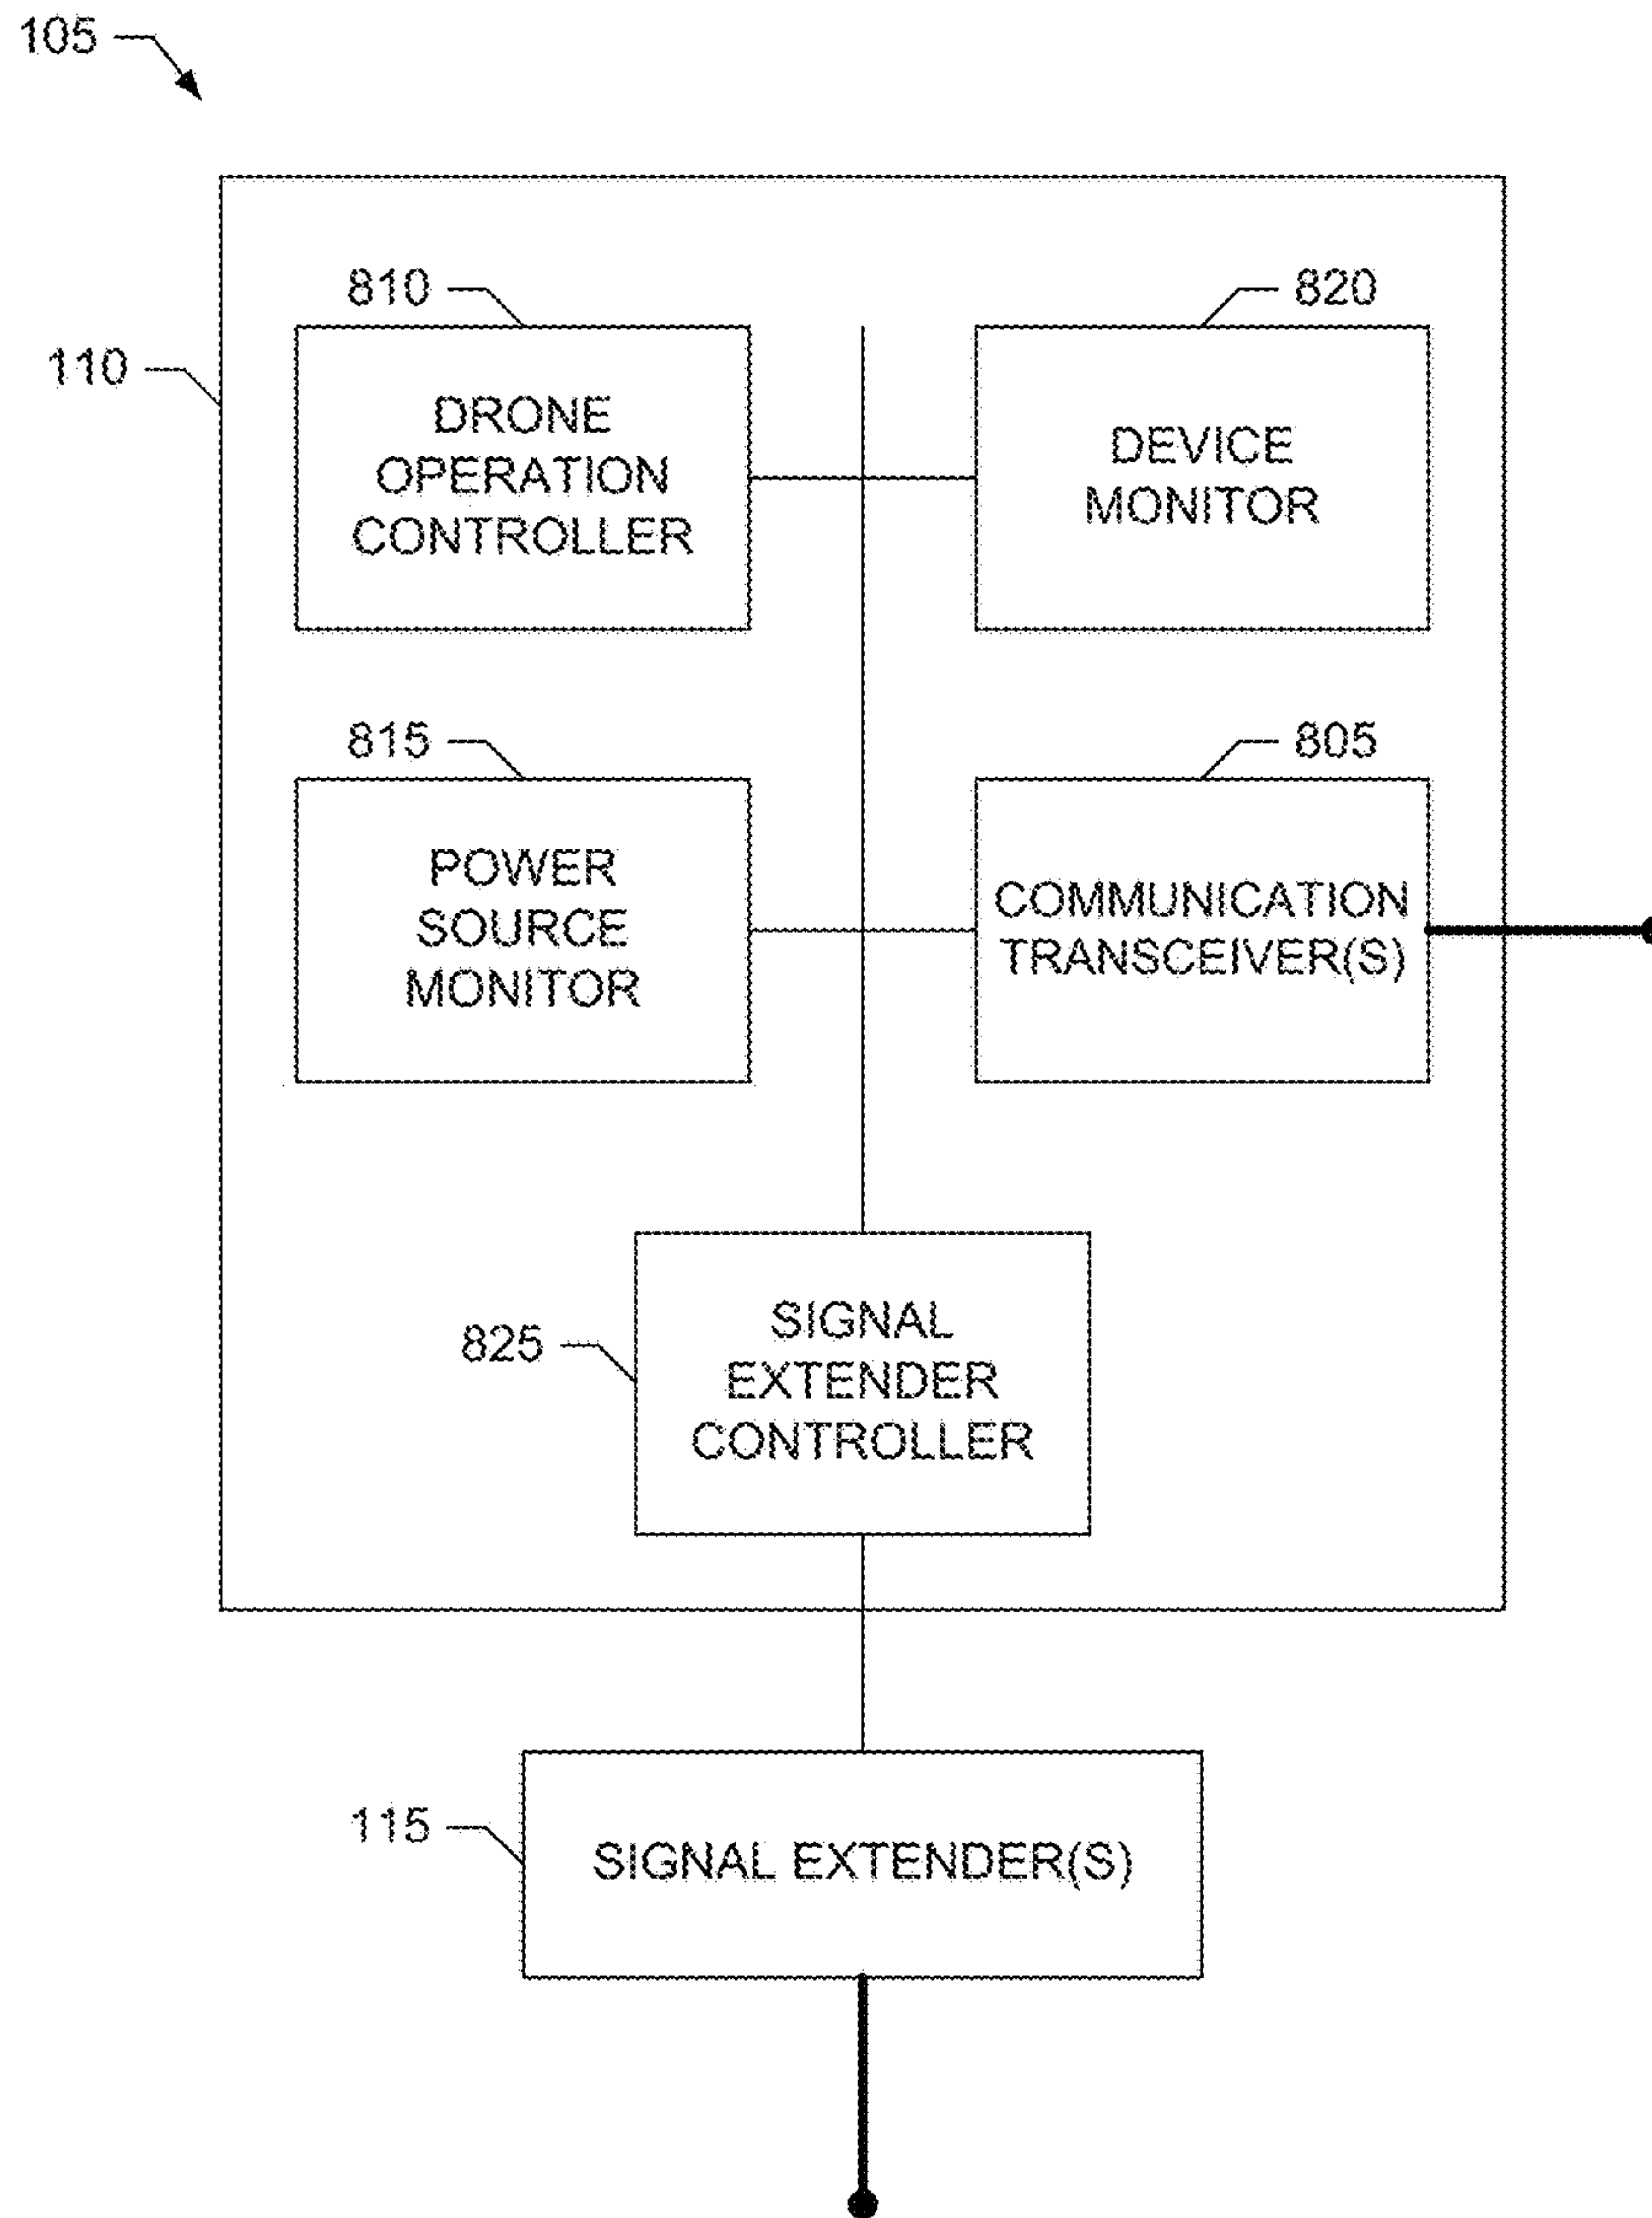 105
110
810
DRONE
OPERATION
CONTROLLER
820
DEVICE
MONITOR
815
POWER
SOURCE
MONITOR
805
COMMUNICATION
TRANSCEIVER(S)
825
SIGNAL
EXTENDER
CONTROLLER
115
SIGNAL EXTENDER(S)